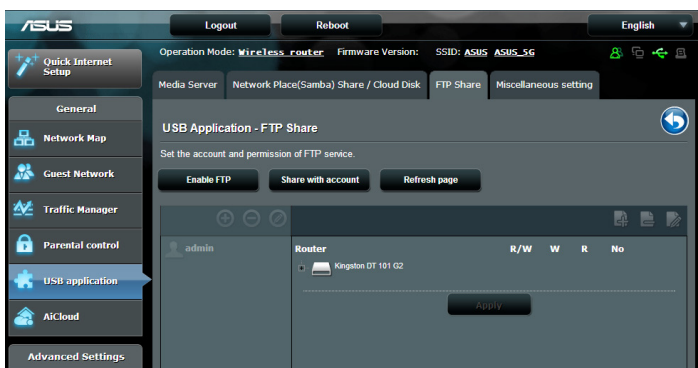 ASUS
Logout
Reboot
English
Quick Internet
Setup
Operation Mode: Wireless router Firmware Version: SSID: ASUS ASUS_5G
Media Server
Network Place(Samba) Share / Cloud Disk
FTP Share
Miscellaneous setting
General
Network Map
Guest Network
Traffic Manager
Parental control
USB application
AiCloud
Advanced Settings
USB Application - FTP Share
Set the account and permission of FTP service.
Enable FTP
Share with account
Refresh page
admin
Router R/W W R No
Kingston DT 101 G2
Apply